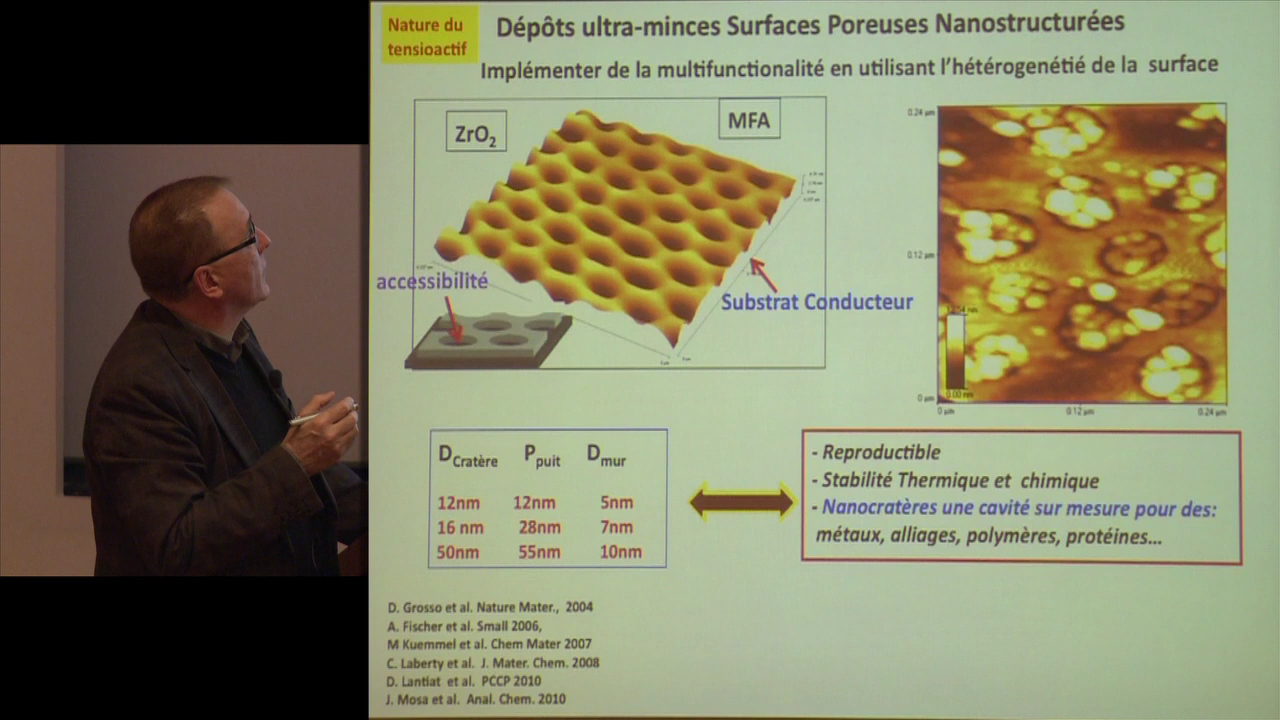 Nature du
tensioactif
Dépôts ultra-minces Surfaces Poreuses Nanostructurées
Implémenter de la multifunctionalité en utilisant l'hétérogenétié de la surface
ZrO2
MFA
accessibilité
Substrat Conducteur
0.24 µm
0.12 µm
0 µm
0.00 nm
0 µm
0.12 µm
0.24 µm
DCratère Ppuit Dmur
12nm 12nm 5nm
16 nm 28nm 7nm
50nm 55nm 10nm
- Reproductible
- Stabilité Thermique et chimique
- Nanocratères une cavité sur mesure pour des:
métaux, alliages, polymères, protéines...
D. Grosso et al. Nature Mater., 2004
A. Fischer et al. Small 2006,
M Kuemmel et al. Chem Mater 2007
C. Laberty et al. J. Mater. Chem. 2008
D. Lantiat et al. PCCP 2010
J. Mosa et al. Anal. Chem. 2010